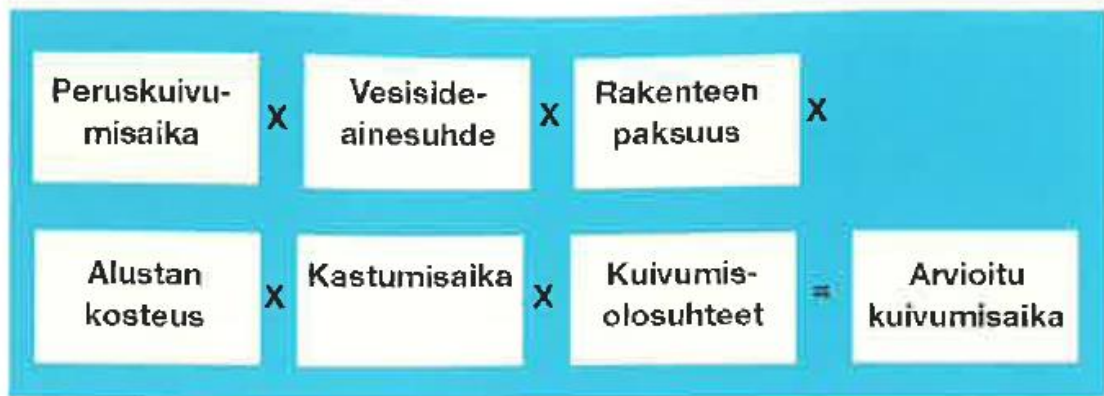 Peruskuivu-
misaika
X
Vesiside-
ainesuhde
X
Rakenteen
paksuus
X
Alustan
kosteus
X
Kastumisaika
X
Kuivumis-
olosuhteet
=
Arvioitu
kuivumisaika